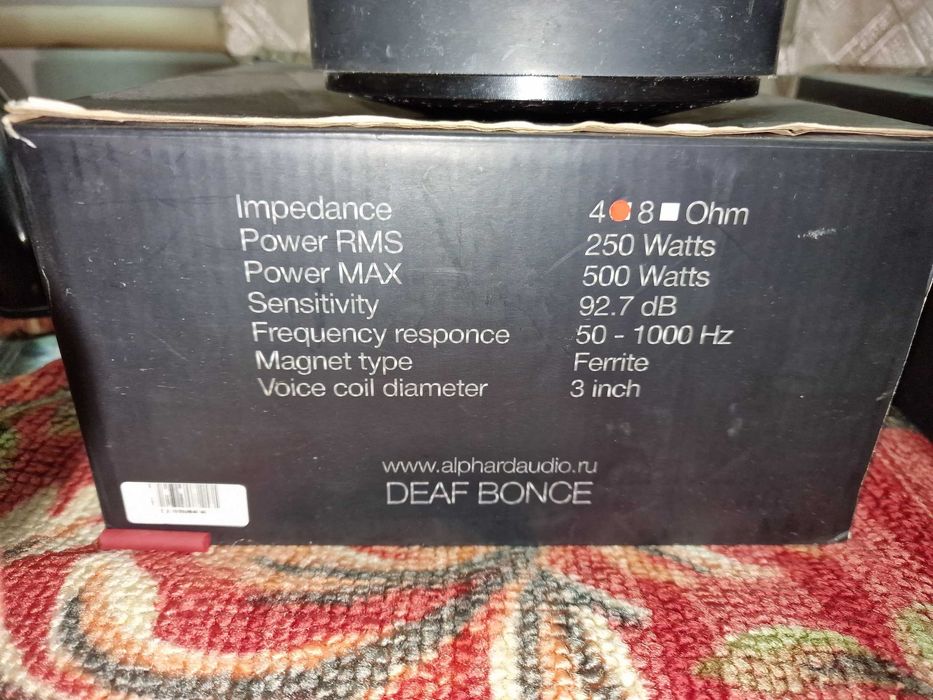 Impedance 4 8 Ohm
Power RMS 250 Watts
Power MAX 500 Watts
Sensitivity 92.7 dB
Frequency responce 50 - 1000 Hz
Magnet type Ferrite
Voice coil diameter 3 inch
www.alphardaudio.ru
DEAF BONCE